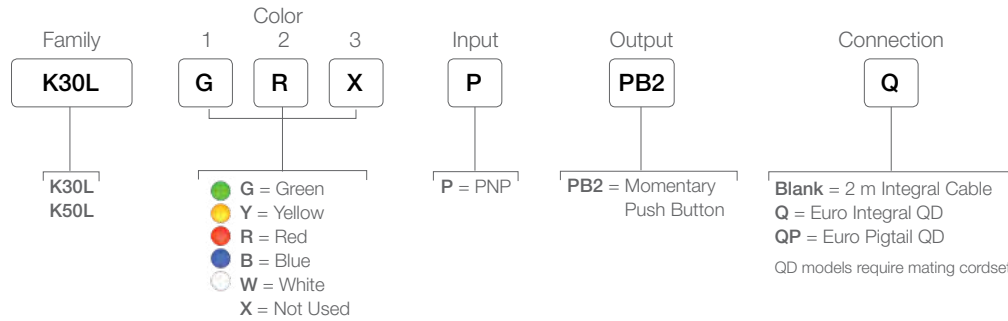 Color
Family 1 2 3 Input Output Connection
K30L G R X P PB2 Q
K30L
K50L
G = Green
Y = Yellow
R = Red
B = Blue
W = White
X = Not Used
P = PNP
PB2 = Momentary
Push Button
Blank = 2 m Integral Cable
Q = Euro Integral QD
QP = Euro Pigtail QD
QD models require mating cordset